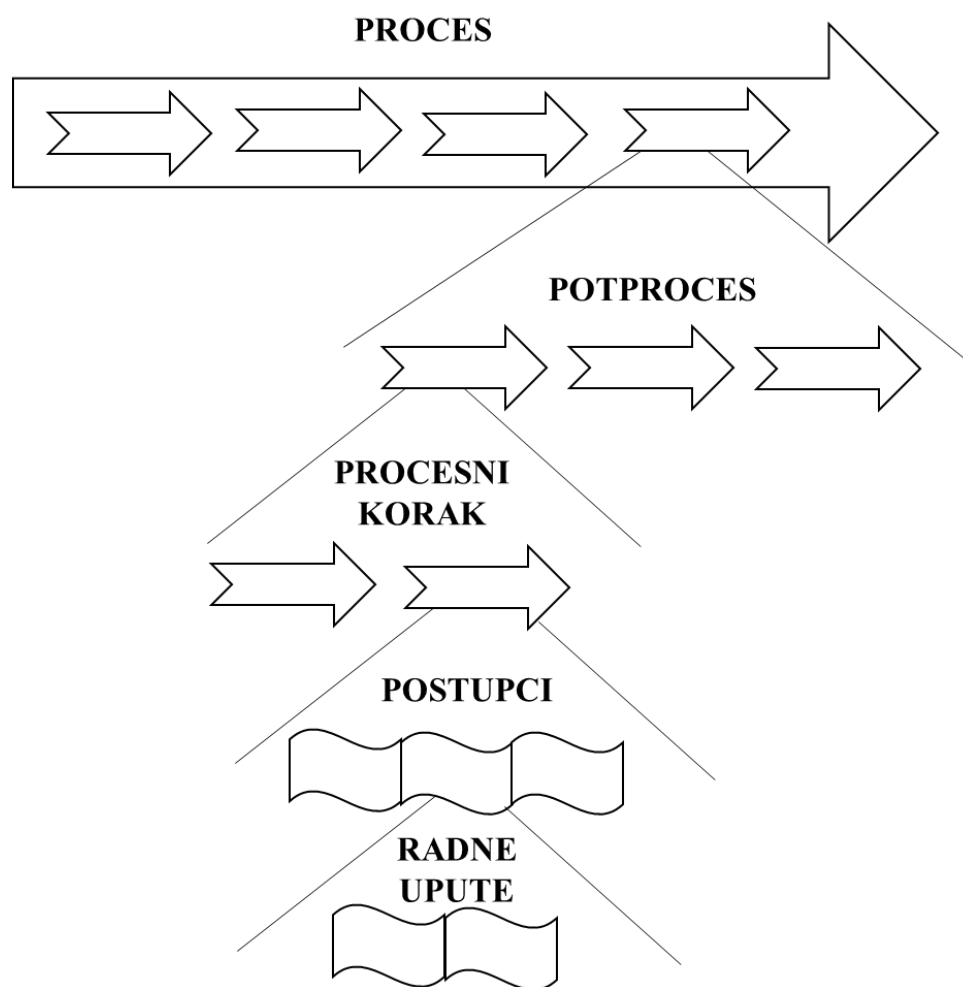 PROCES
POTPROCES
PROCESNI
KORAK
POSTUPCI
RADNE
UPUTE